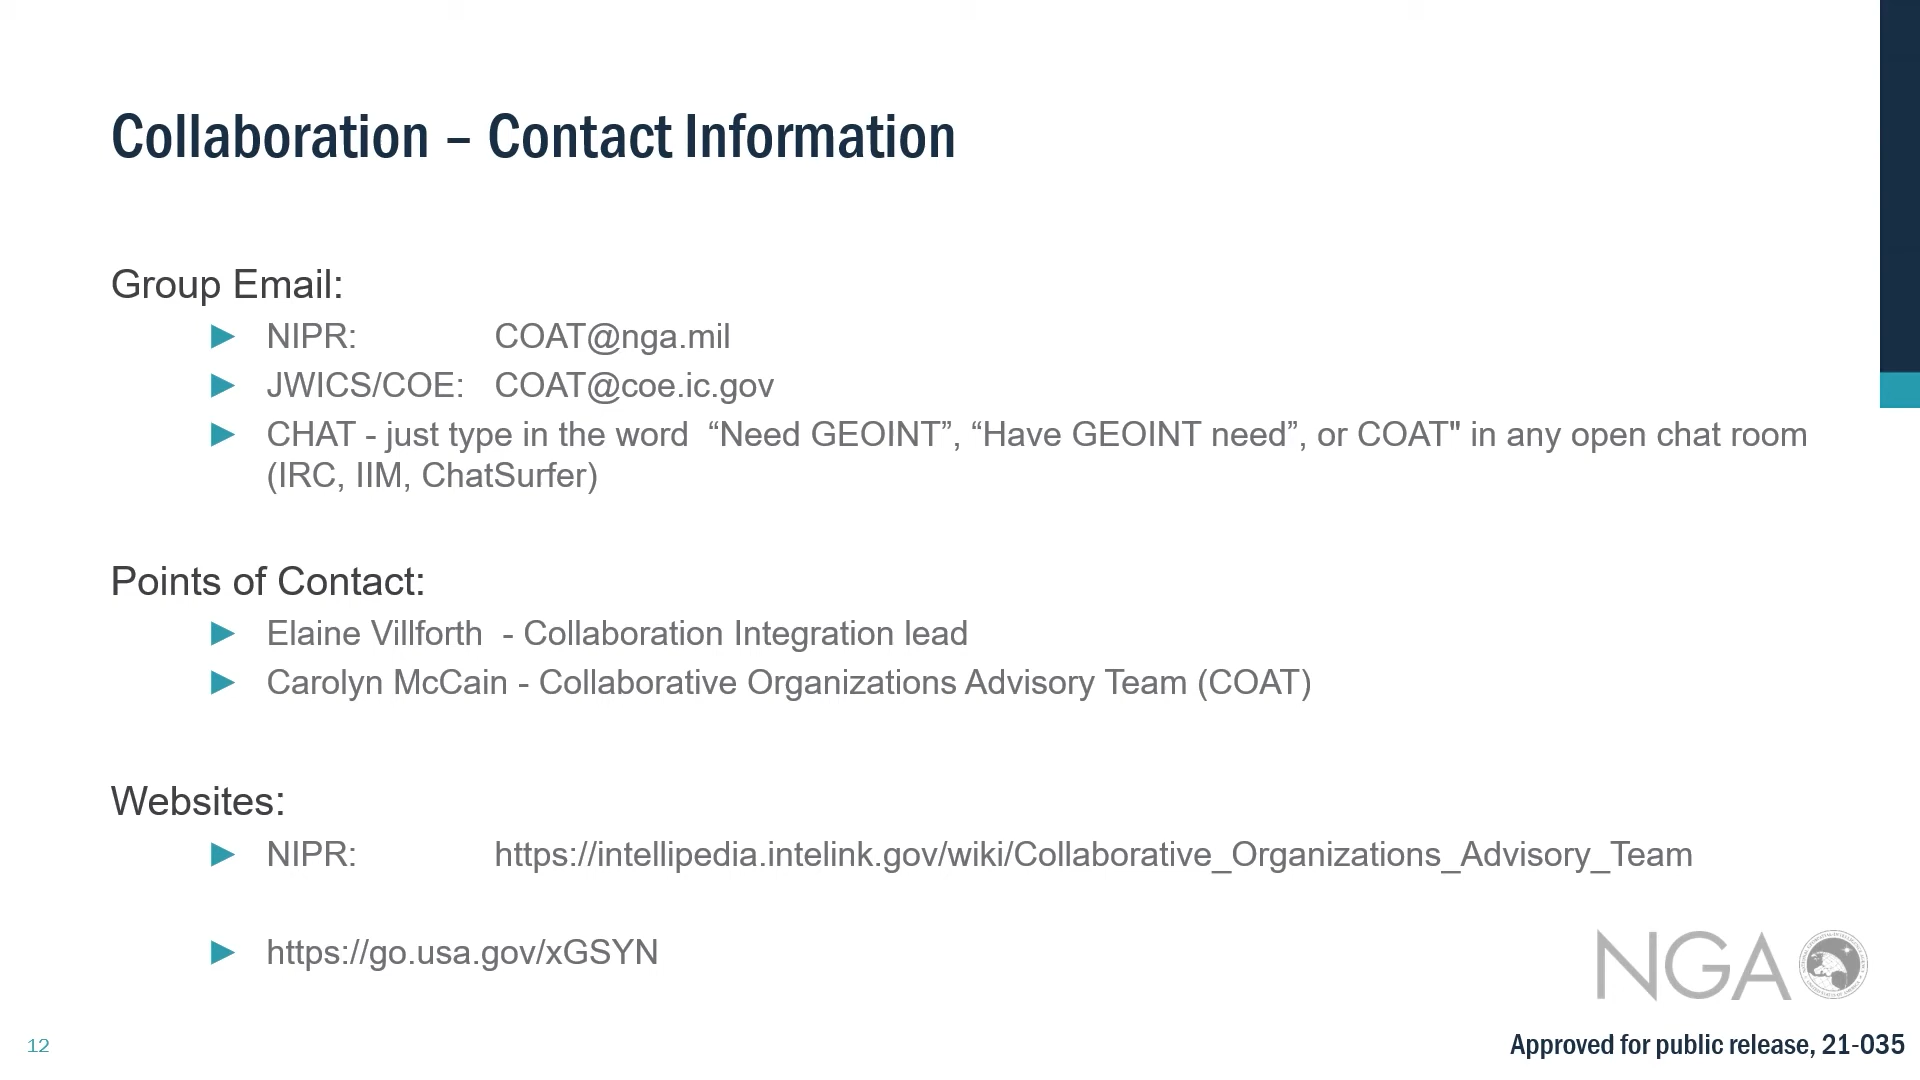 Collaboration – Contact Information
Group Email:
► NIPR: COAT@nga.mil
► JWICS/COE: COAT@coe.ic.gov
► CHAT - just type in the word “Need GEOINT”, “Have GEOINT need”, or COAT" in any open chat room
(IRC, IIM, ChatSurfer)
Points of Contact:
► Elaine Villforth - Collaboration Integration lead
► Carolyn McCain - Collaborative Organizations Advisory Team (COAT)
Websites:
► NIPR: https://intellipedia.intelink.gov/wiki/Collaborative_Organizations_Advisory_Team
► https://go.usa.gov/xGSYN
NGA
12
Approved for public release, 21-035